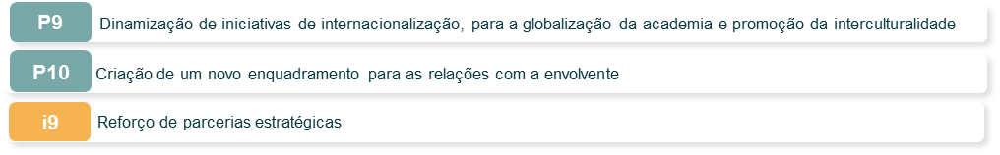 P9 Dinamização de iniciativas de internacionalização, para a globalização da academia e promoção da interculturalidade
P10 Criação de um novo enquadramento para as relações com a envolvente
i9 Reforço de parcerias estratégicas